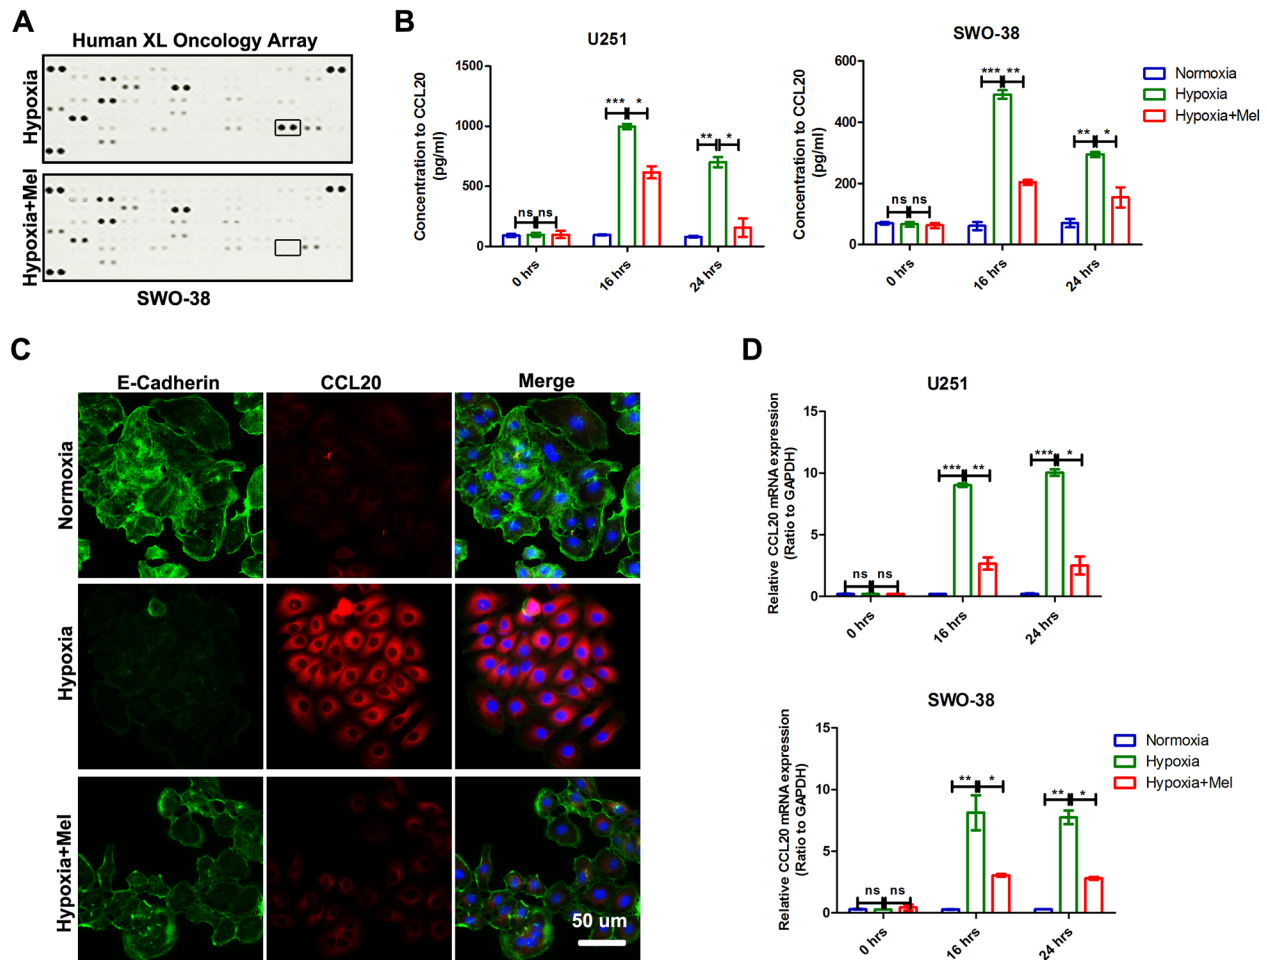 A
Human XL Oncology Array
Hypoxia
Hypoxia+Mel
SWO-38
B
U251
Concentration to CCL20
(pg/ml)
1500
1000
500
0
ns ns
*** *
** *
0 hrs
16 hrs
24 hrs
SWO-38
Concentration to CCL20
(pg/ml)
600
400
200
0
ns ns
*** **
** *
0 hrs
16 hrs
24 hrs
Normoxia
Hypoxia
Hypoxia+Mel
C
E-Cadherin
CCL20
Merge
Normoxia
Hypoxia
Hypoxia+Mel
50 um
D
U251
Relative CCL20 mRNA expression
(Ratio to GAPDH)
15
10
5
0
ns ns
*** **
*** *
0 hrs
16 hrs
24 hrs
SWO-38
Relative CCL20 mRNA expression
(Ratio to GAPDH)
15
10
5
0
ns ns
** *
** *
0 hrs
16 hrs
24 hrs
Normoxia
Hypoxia
Hypoxia+Mel